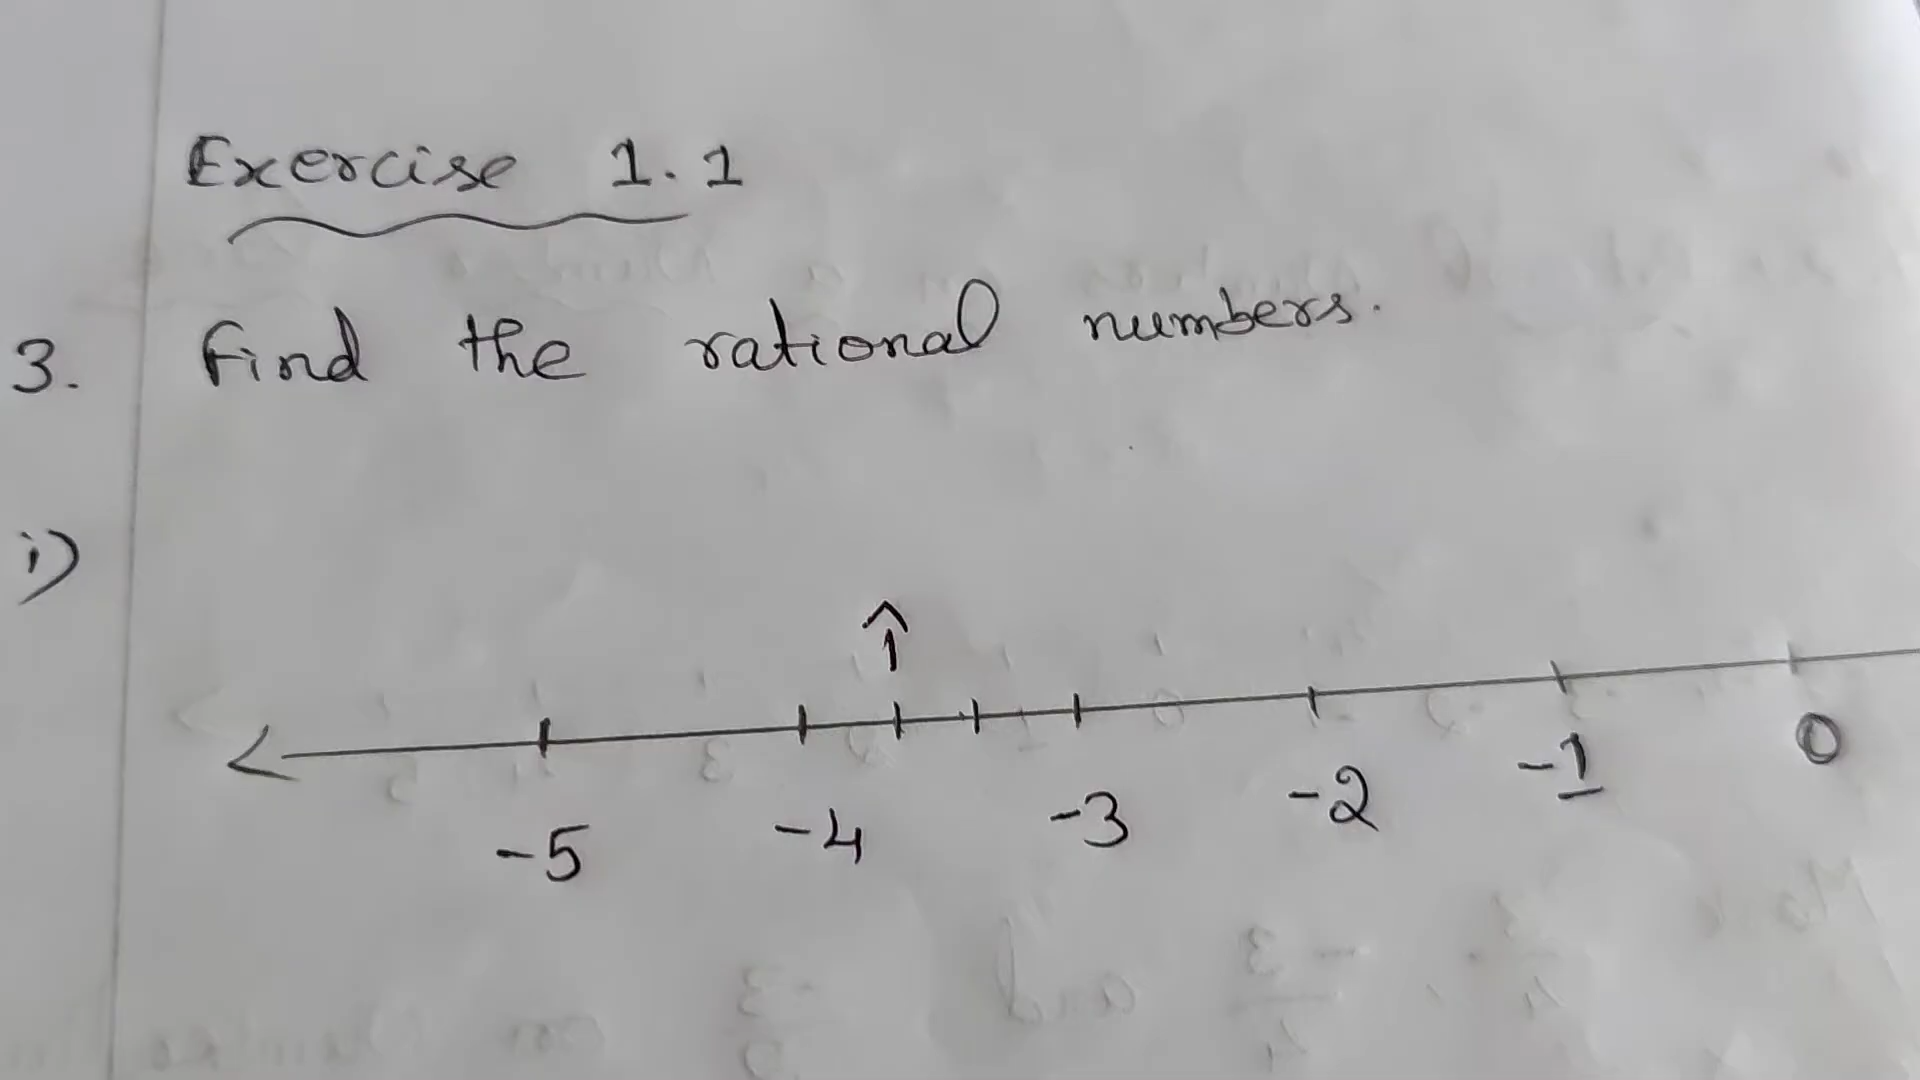 Exercise 1.1
3. Find the rational numbers.
i)
-5 -4 -3 -2 -1 0